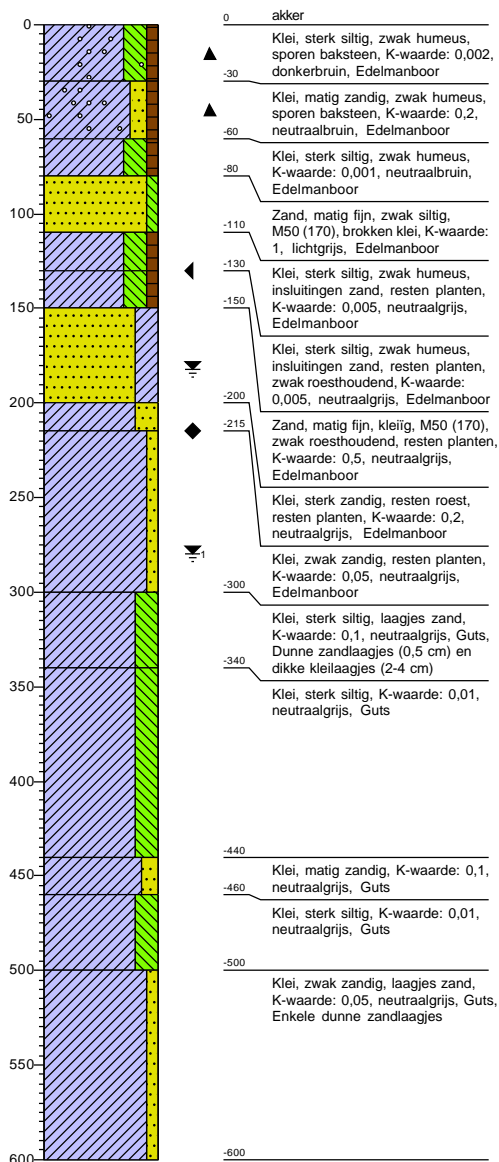 0
50
100
150
200
250
300
350
400
450
500
550
600
1
0
akker
Klei, sterk siltig, zwak humeus,
sporen baksteen, K-waarde: 0,002,
donkerbruin, Edelmanboor
-30
Klei, matig zandig, zwak humeus,
sporen baksteen, K-waarde: 0,2,
neutraalbruin, Edelmanboor
-60
Klei, sterk siltig, zwak humeus,
K-waarde: 0,001, neutraalbruin,
Edelmanboor
-80
Zand, matig fijn, zwak siltig,
M50 (170), brokken klei, K-waarde:
1, lichtgrijs, Edelmanboor
-110
Klei, sterk siltig, zwak humeus,
insluitingen zand, resten planten,
K-waarde: 0,005, neutraalgrijs,
Edelmanboor
-130
Klei, sterk siltig, zwak humeus,
insluitingen zand, resten planten,
zwak roesthoudend, K-waarde:
0,005, neutraalgrijs, Edelmanboor
-150
Zand, matig fijn, kleiïg, M50 (170),
zwak roesthoudend, resten planten,
K-waarde: 0,5, neutraalgrijs,
Edelmanboor
-200
Klei, sterk zandig, resten roest,
resten planten, K-waarde: 0,2,
neutraalgrijs, Edelmanboor
-215
Klei, zwak zandig, resten planten,
K-waarde: 0,05, neutraalgrijs,
Edelmanboor
-300
Klei, sterk siltig, laagjes zand,
K-waarde: 0,1, neutraalgrijs, Guts,
Dunne zandlaagjes (0,5 cm) en
dikke kleilaagjes (2-4 cm)
-340
Klei, sterk siltig, K-waarde: 0,01,
neutraalgrijs, Guts
-440
Klei, matig zandig, K-waarde: 0,1,
neutraalgrijs, Guts
-460
Klei, sterk siltig, K-waarde: 0,01,
neutraalgrijs, Guts
-500
Klei, zwak zandig, laagjes zand,
K-waarde: 0,05, neutraalgrijs, Guts,
Enkele dunne zandlaagjes
-600